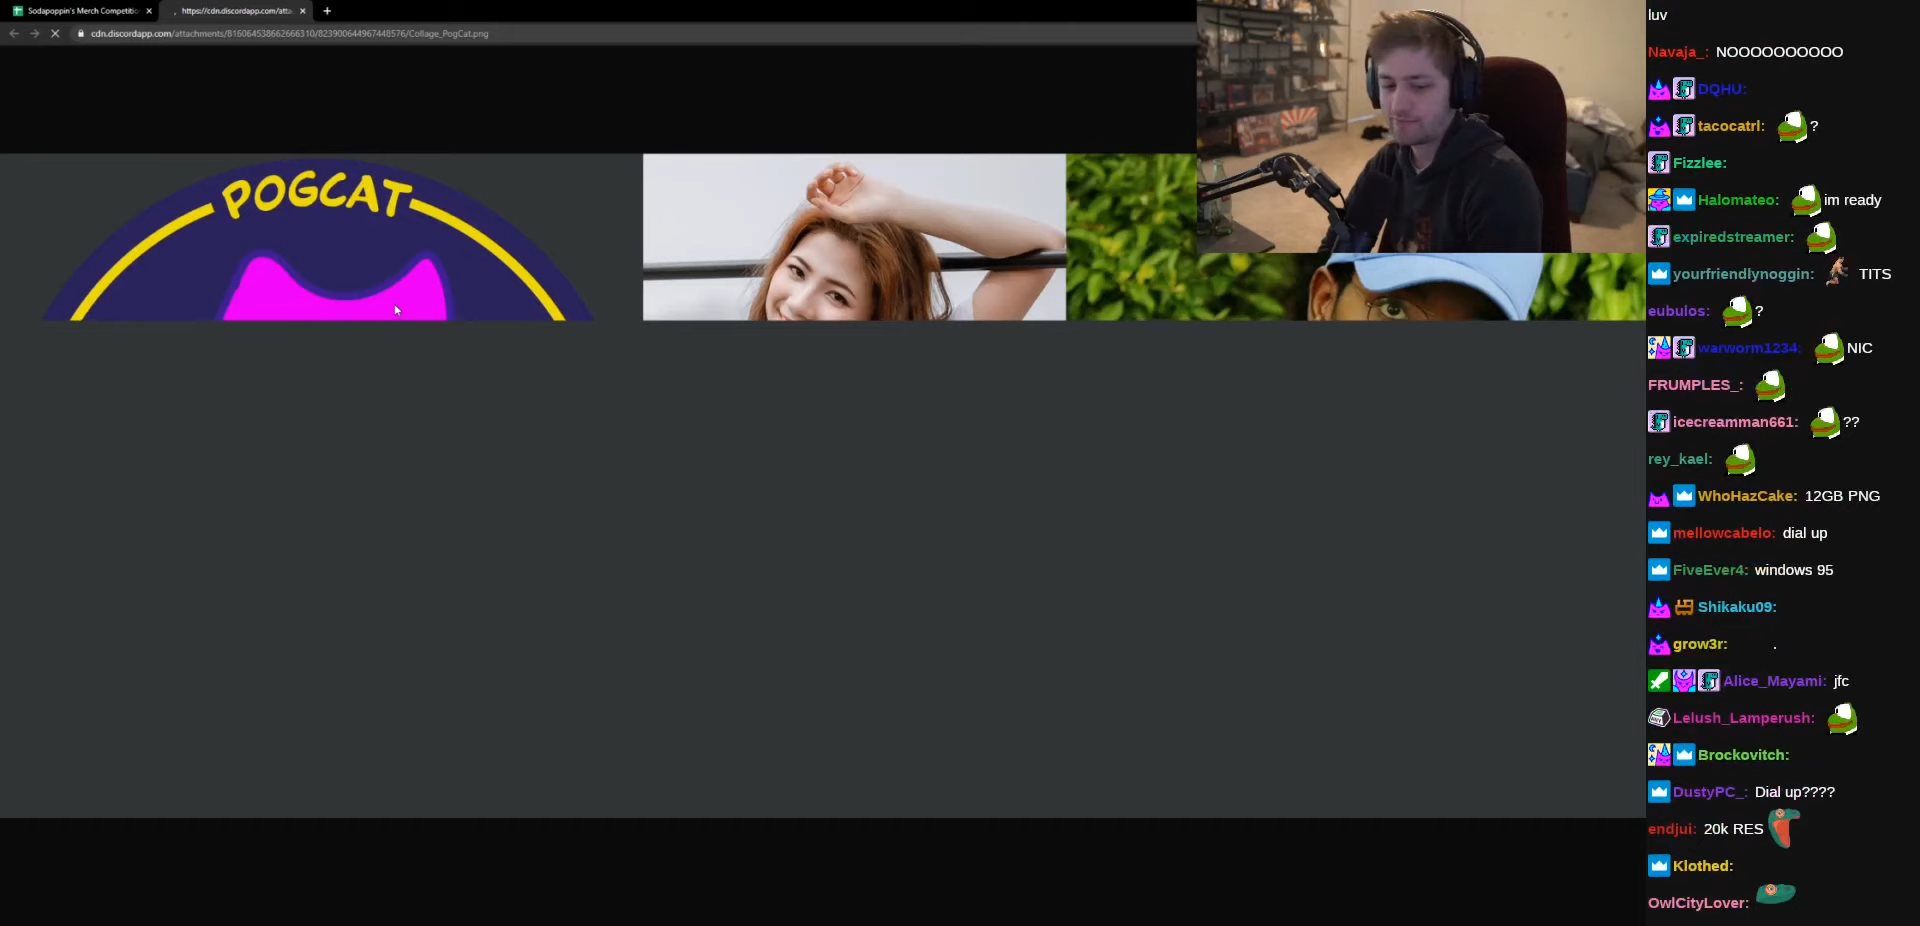 Sodapoppin's Merch Competitio
https://cdn.discordapp.com/atta
cdn.discordapp.com/attachments/816064538662666310/823900644967448576/Collage_PogCat.png
POGCAT
luv
Navaja_: NOOOOOOOOOO
DQHU:
tacocatrl: ?
Fizzlee:
Halomateo: im ready
expiredstreamer:
yourfriendlynoggin: TITS
eubulos: ?
warworm1234: NIC
FRUMPLES_:
icecreamman661: ??
rey_kael:
WhoHazCake: 12GB PNG
mellowcabelo: dial up
FiveEver4: windows 95
Shikaku09:
grow3r: .
Alice_Mayami: jfc
Lelush_Lamperush:
Brockovitch:
DustyPC_: Dial up????
endjui: 20k RES
Klothed:
OwlCityLover: